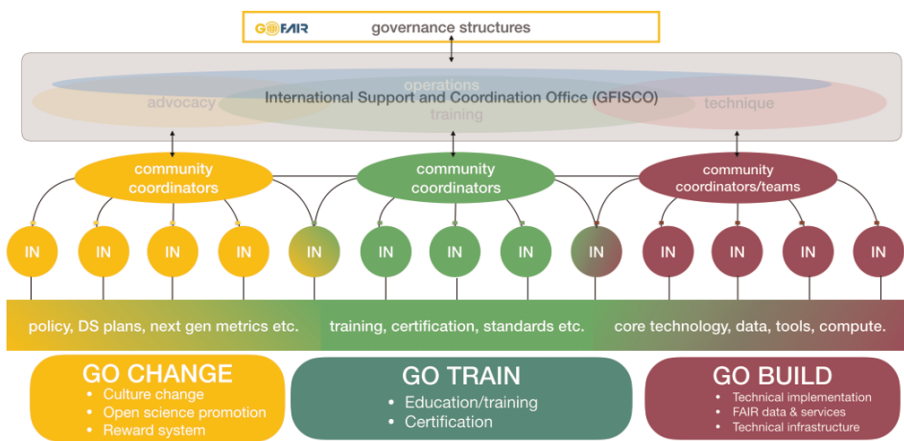 GO FAIR governance structures
operations
advocacy
International Support and Coordination Office (GFISCO)
technique
training
community
coordinators
community
coordinators
community
coordinators/teams
IN IN IN IN IN IN IN IN IN IN IN IN IN
policy, DS plans, next gen metrics etc.
training, certification, standards etc.
core technology, data, tools, compute.
GO CHANGE
• Culture change
• Open science promotion
• Reward system
GO TRAIN
• Education/training
• Certification
GO BUILD
• Technical implementation
• FAIR data & services
• Technical infrastructure